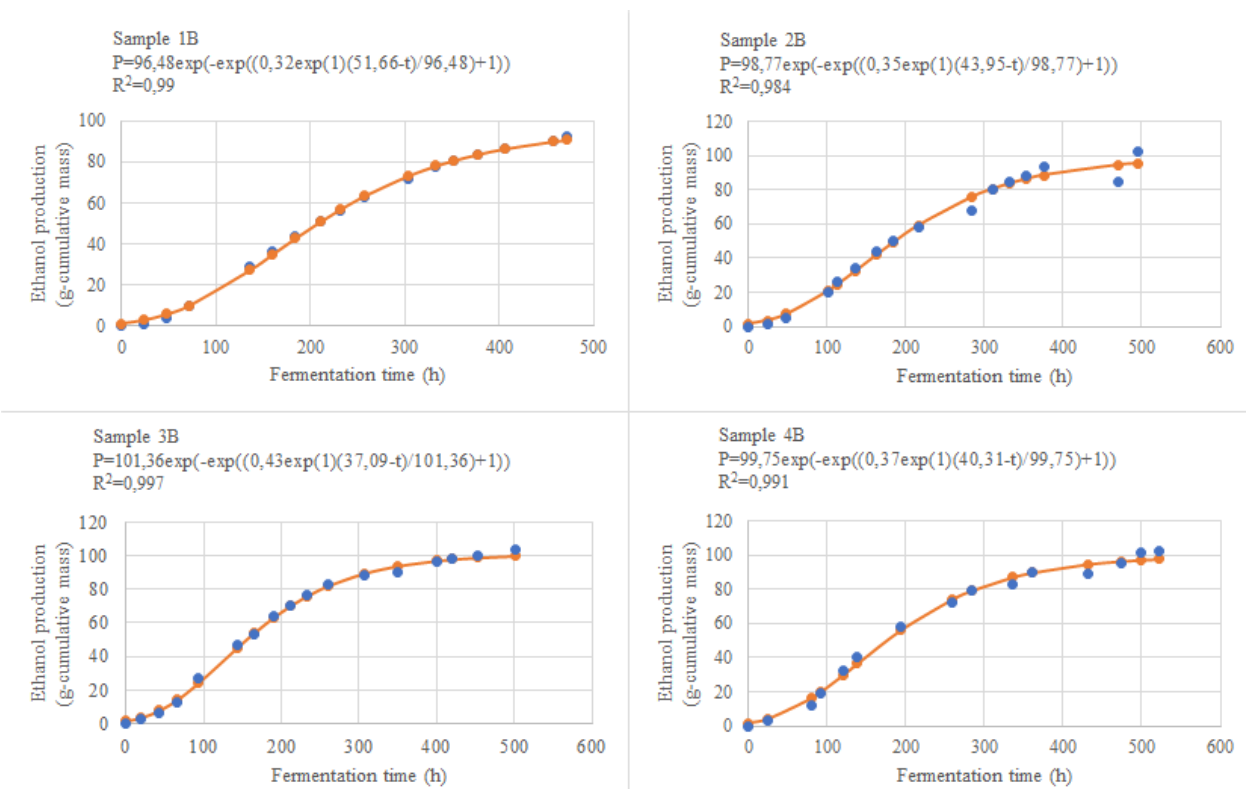 Sample 1B
P=96,48exp(-exp((0,32exp(1)(51,66-t)/96,48)+1))
R²=0,99
100
80
60
40
20
0
0 100 200 300 400 500
Ethanol production
(g-cumulative mass)
Fermentation time (h)
Sample 2B
P=98,77exp(-exp((0,35exp(1)(43,95-t)/98,77)+1))
R²=0,984
120
100
80
60
40
20
0
0 100 200 300 400 500 600
Ethanol production
(g-cumulative mass)
Fermentation time (h)
Sample 3B
P=101,36exp(-exp((0,43exp(1)(37,09-t)/101,36)+1))
R²=0,997
120
100
80
60
40
20
0
0 100 200 300 400 500 600
Ethanol production
(g-cumulative mass)
Fermentation time (h)
Sample 4B
P=99,75exp(-exp((0,37exp(1)(40,31-t)/99,75)+1))
R²=0,991
120
100
80
60
40
20
0
0 100 200 300 400 500 600
Ethanol production
(g-cumulative mass)
Fermentation time (h)